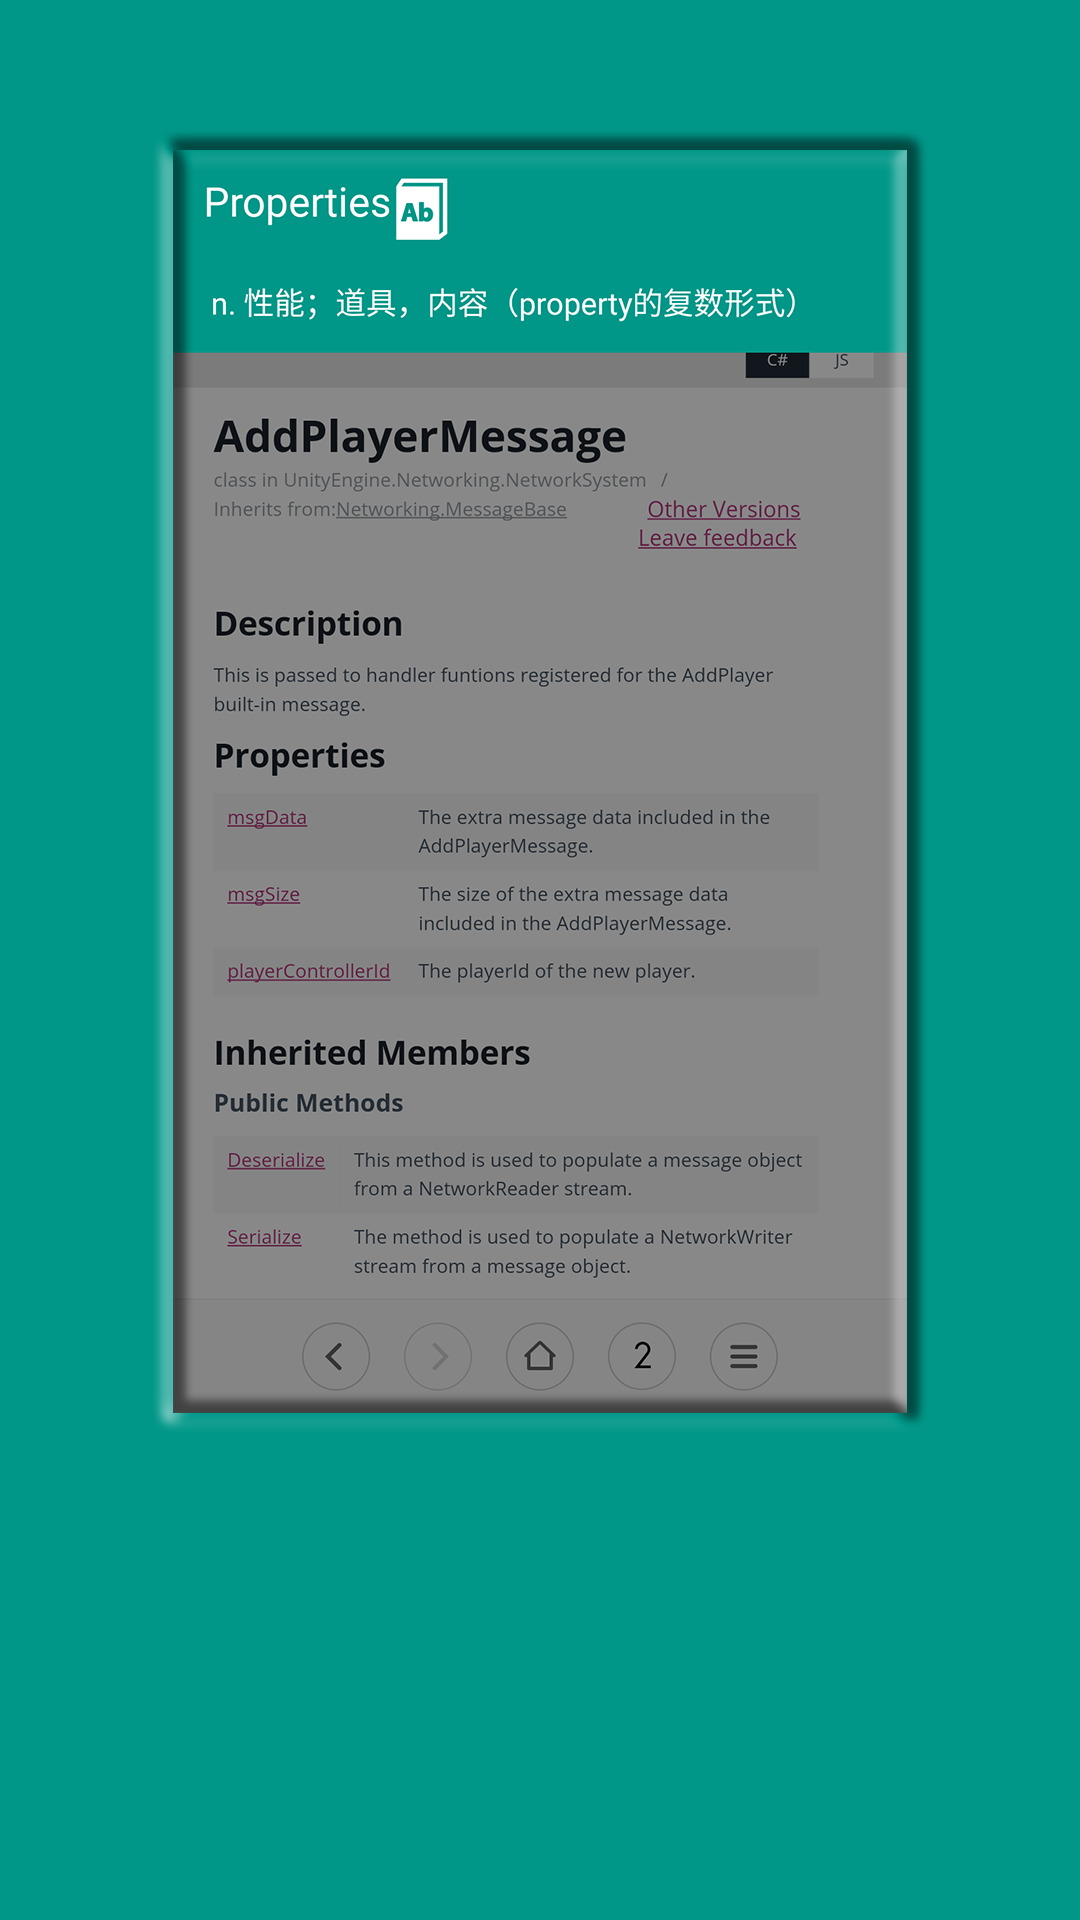 Properties Ab
n. 性能；道具，内容（property的复数形式）
C# JS
AddPlayerMessage
class in UnityEngine.Networking.NetworkSystem /
Inherits from:Networking.MessageBase Other Versions
Leave feedback
Description
This is passed to handler funtions registered for the AddPlayer
built-in message.
Properties
msgData The extra message data included in the
AddPlayerMessage.
msgSize The size of the extra message data
included in the AddPlayerMessage.
playerControllerId The playerId of the new player.
Inherited Members
Public Methods
Deserialize This method is used to populate a message object
from a NetworkReader stream.
Serialize The method is used to populate a NetworkWriter
stream from a message object.
2